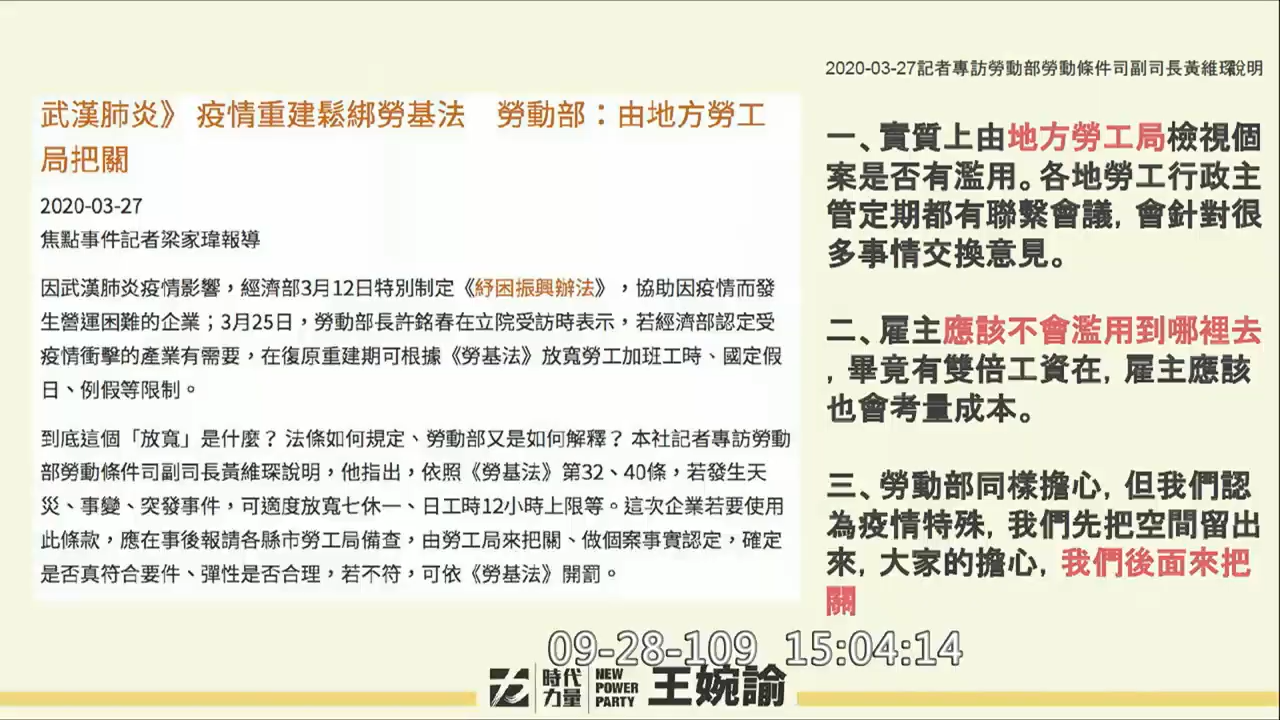 2020-03-27記者專訪勞動部勞動條件司副司長黃維琛說明
武漢肺炎》 疫情重建鬆綁勞基法　勞動部：由地方勞工
局把關
2020-03-27
焦點事件記者梁家瑋報導
因武漢肺炎疫情影響，經濟部3月12日特別制定《紓困振興辦法》，協助因疫情而發
生營運困難的企業；3月25日，勞動部長許銘春在立院受訪時表示，若經濟部認定受
疫情衝擊的產業有需要，在復原重建期可根據《勞基法》放寬勞工加班工時、國定假
日、例假等限制。
到底這個「放寬」是什麼？ 法條如何規定、勞動部又是如何解釋？ 本社記者專訪勞動
部勞動條件司副司長黃維琛說明，他指出，依照《勞基法》第32、40條，若發生天
災、事變、突發事件，可適度放寬七休一、日工時12小時上限等。這次企業若要使用
此條款，應在事後報請各縣市勞工局備查，由勞工局來把關、做個案事實認定，確定
是否真符合要件、彈性是否合理，若不符，可依《勞基法》開罰。
一、實質上由地方勞工局檢視個
案是否有濫用。各地勞工行政主
管定期都有聯繫會議，會針對很
多事情交換意見。
二、雇主應該不會濫用到哪裡去
，畢竟有雙倍工資在，雇主應該
也會考量成本。
三、勞動部同樣擔心，但我們認
為疫情特殊，我們先把空間留出
來，大家的擔心，我們後面來把
關
09-28-109 15:04:14
時代
力量
NEW
POWER
PARTY
王婉諭